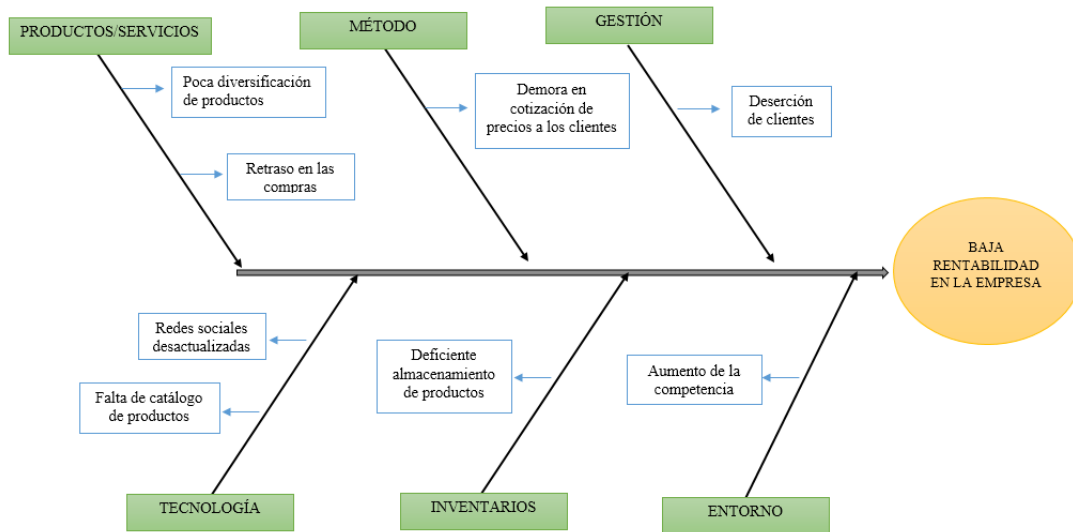 PRODUCTOS/SERVICIOS
MÉTODO
GESTIÓN
Poca diversificación
de productos
Demora en
cotización de
precios a los clientes
Deserción
de clientes
Retraso en las
compras
BAJA
RENTABILIDAD
EN LA EMPRESA
Redes sociales
desactualizadas
Deficiente
almacenamiento
de productos
Aumento de la
competencia
Falta de catálogo
de productos
TECNOLOGÍA
INVENTARIOS
ENTORNO